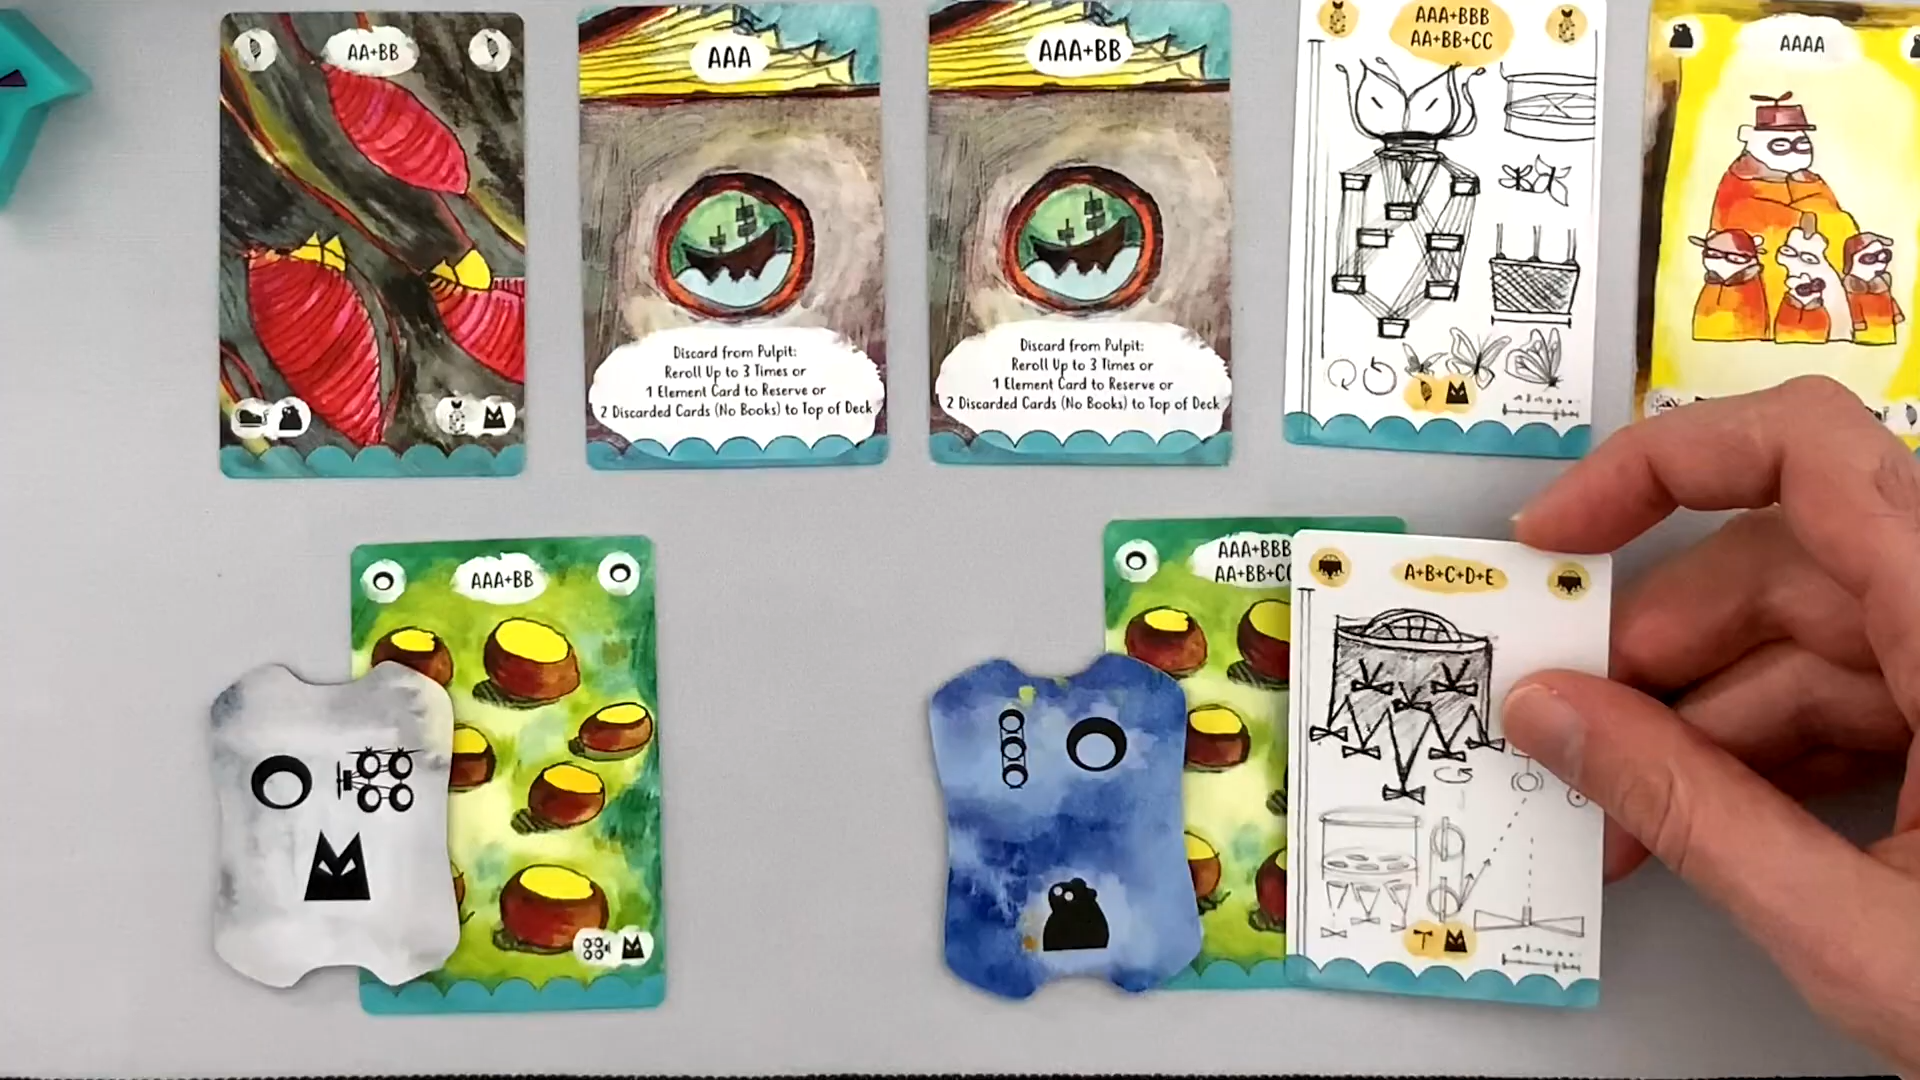 AA+BB
AAA
Discard from Pulpit:
Reroll Up to 3 Times or
1 Element Card to Reserve or
2 Discarded Cards (No Books) to Top of Deck
AAA+BB
Discard from Pulpit:
Reroll Up to 3 Times or
1 Element Card to Reserve or
2 Discarded Cards (No Books) to Top of Deck
AAA+BBB
AA+BB+CC
AAAA
AAA+BB
AAA+BBB
AA+BB+C
A+B+C+D+E